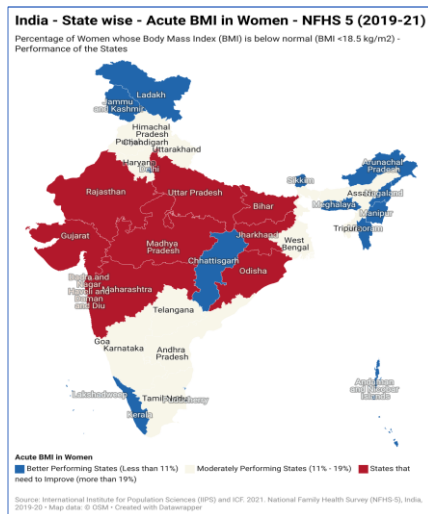 India - State wise - Acute BMI in Women - NFHS 5 (2019-21)
Percentage of Women whose Body Mass Index (BMI) is below normal (BMI <18.5 kg/m2) -
Performance of the States
Ladakh
Jammu
and Kashmir
Himachal
Pradesh
Chandigarh
Uttarakhand
Haryana
Delhi
Arunachal
Pradesh
Sikkim
Rajasthan
Uttar Pradesh
Nagaland
Bihar
Meghalaya
Manipur
Gujarat
Madhya
Pradesh
Jharkhand
West
Bengal
Tripura
Chhattisgarh
Odisha
Dadra and
Nagar
Haveli and
Daman
and Diu
Maharashtra
Telangana
Goa
Karnataka
Andhra
Pradesh
Lakshadweep
Tamil Nadu
Kerala
Andaman
and Nicobar
Islands
Acute BMI in Women
Better Performing States (Less than 11%) Moderately Performing States (11% - 19%) States that
need to Improve (more than 19%)
Source: International Institute for Population Sciences (IIPS) and ICF. 2021. National Family Health Survey (NFHS-5), India,
2019-20 • Map data: © OSM • Created with Datawrapper